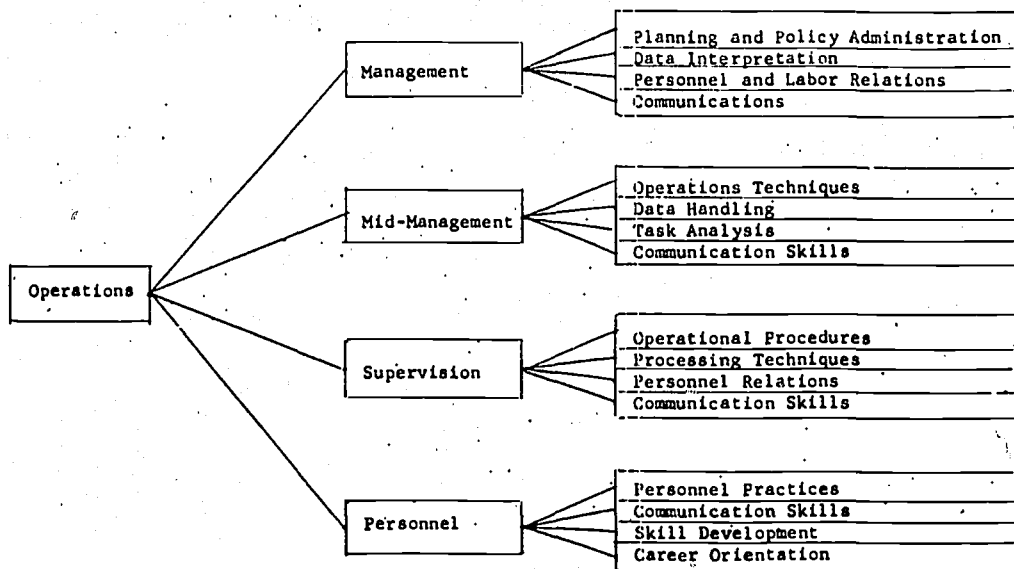 Management
Planning and Policy Administration
Data Interpretation
Personnel and Labor Relations
Communications
Mid-Management
Operations Techniques
Data Handling
Task Analysis
Communication Skills
Operations
Supervision
Operational Procedures
Processing Techniques
Personnel Relations
Communication Skills
Personnel
Personnel Practices
Communication Skills
Skill Development
Career Orientation